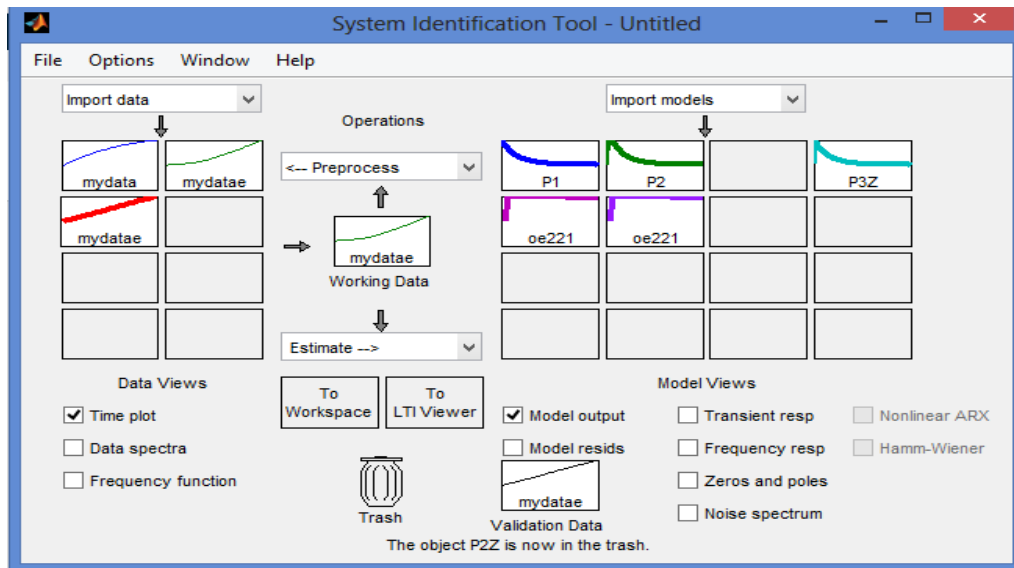 System Identification Tool - Untitled
File Options Window Help
Import data
Import models
Operations
mydata
mydatae
<-- Preprocess
P1
P2
P3Z
mydatae
mydatae
oe221
oe221
Working Data
Estimate -->
Data Views
To Workspace
To LTI Viewer
Model Views
Time plot
Data spectra
Frequency function
Model output
Transient resp
Nonlinear ARX
Model resids
Frequency resp
Hamm-Wiener
Zeros and poles
Noise spectrum
Trash
mydatae
Validation Data
The object P2Z is now in the trash.